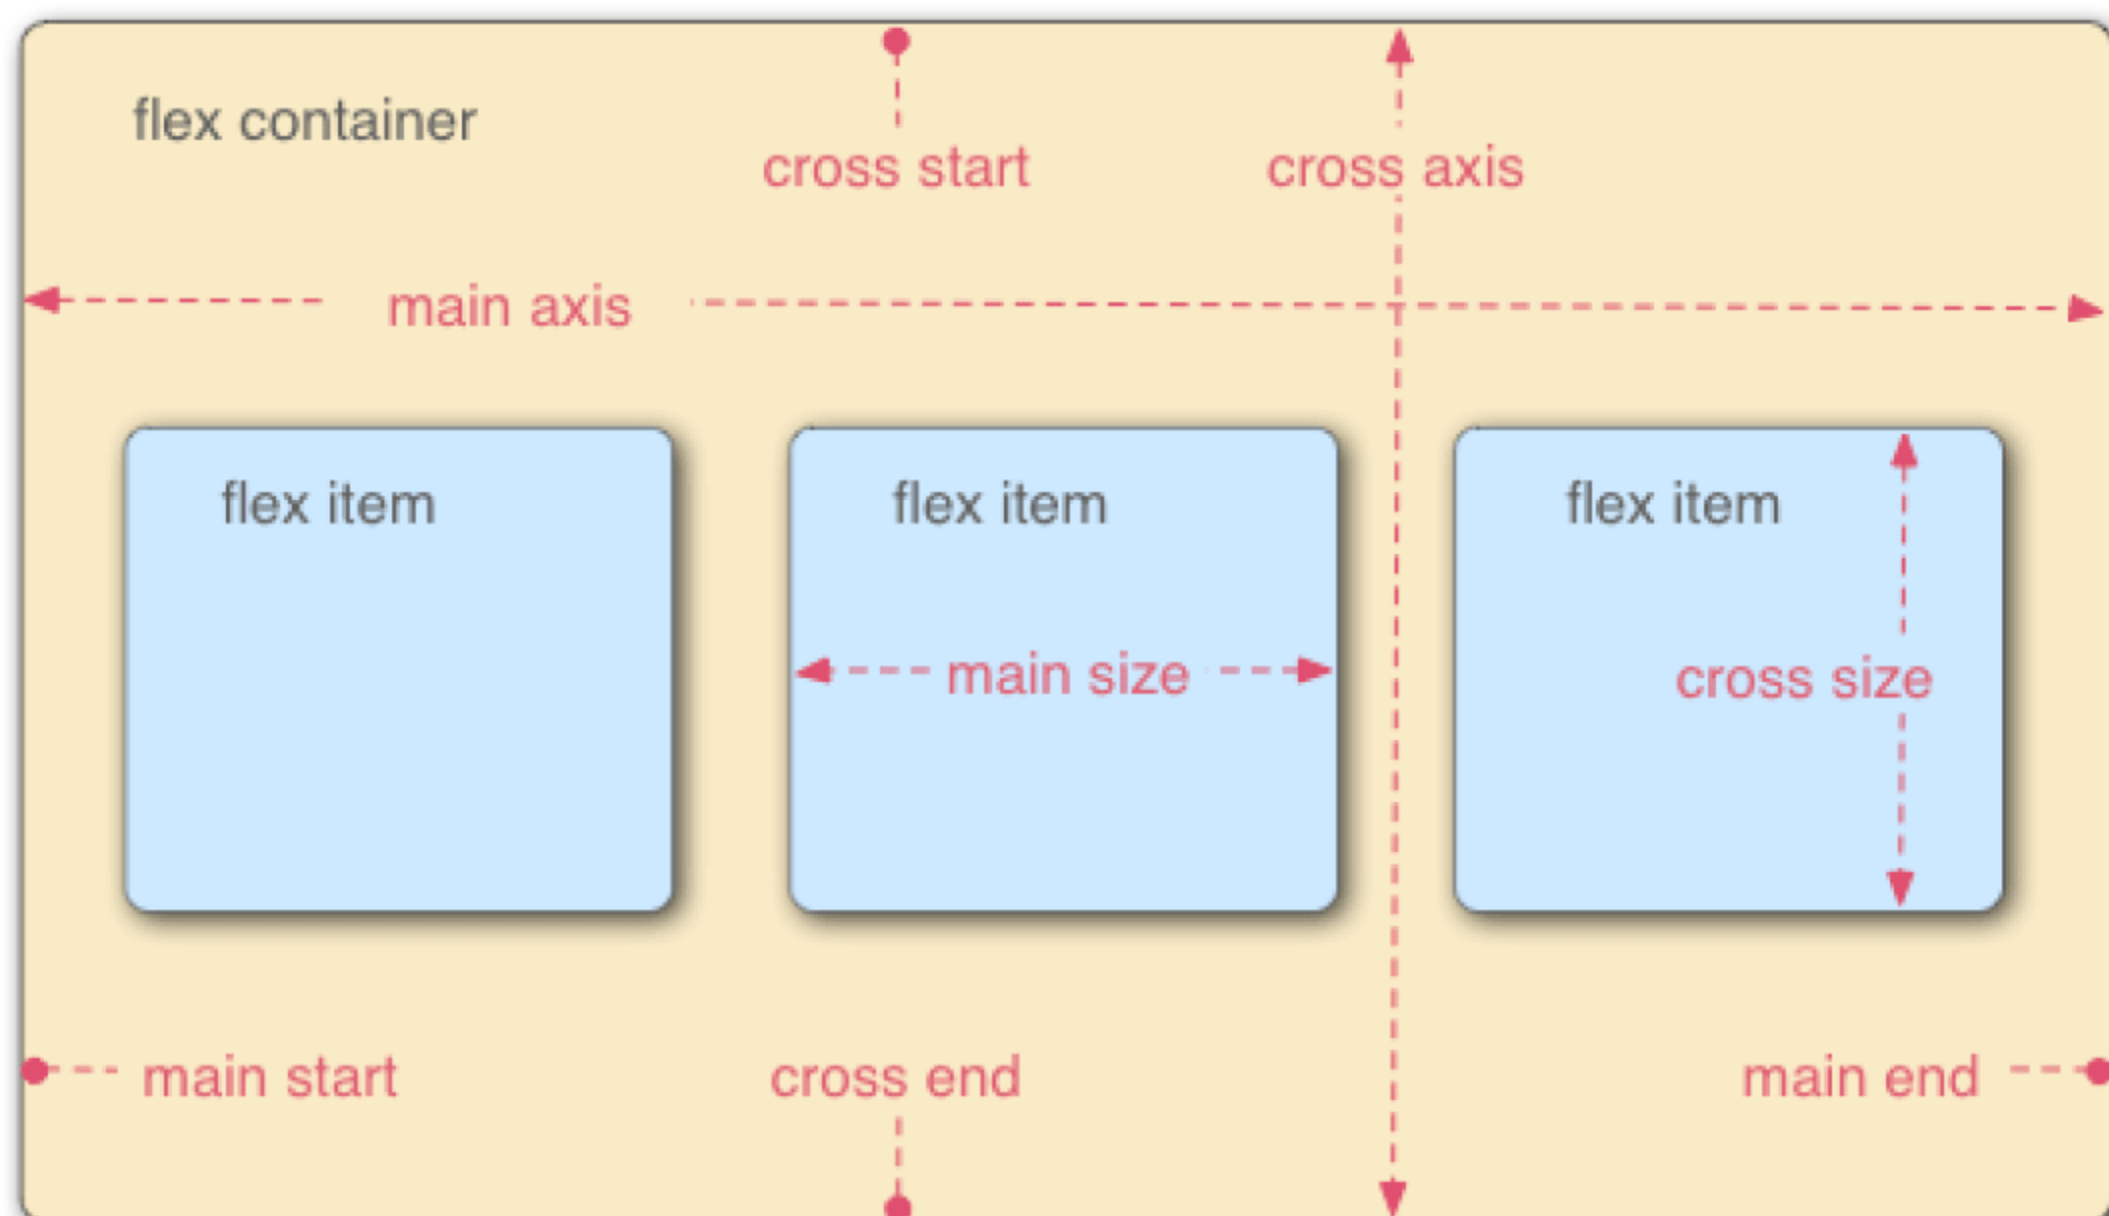 flex container
cross start
cross axis
main axis
flex item
flex item
flex item
main size
cross size
main start
cross end
main end